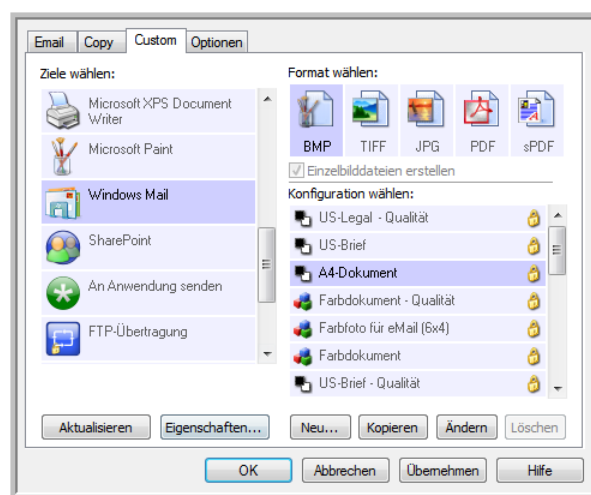 Email Copy Custom Optionen
Ziele wählen:
Microsoft XPS Document
Writer
Microsoft Paint
Windows Mail
SharePoint
An Anwendung senden
FTP-Übertragung
Format wählen:
BMP TIFF JPG PDF sPDF
Einzelbilddateien erstellen
Konfiguration wählen:
US-Legal - Qualität
US-Brief
A4-Dokument
Farbdokument - Qualität
Farbfoto für eMail (6x4)
Farbdokument
US-Brief - Qualität
Aktualisieren Eigenschaften... Neu... Kopieren Ändern Löschen
OK Abbrechen Übernehmen Hilfe